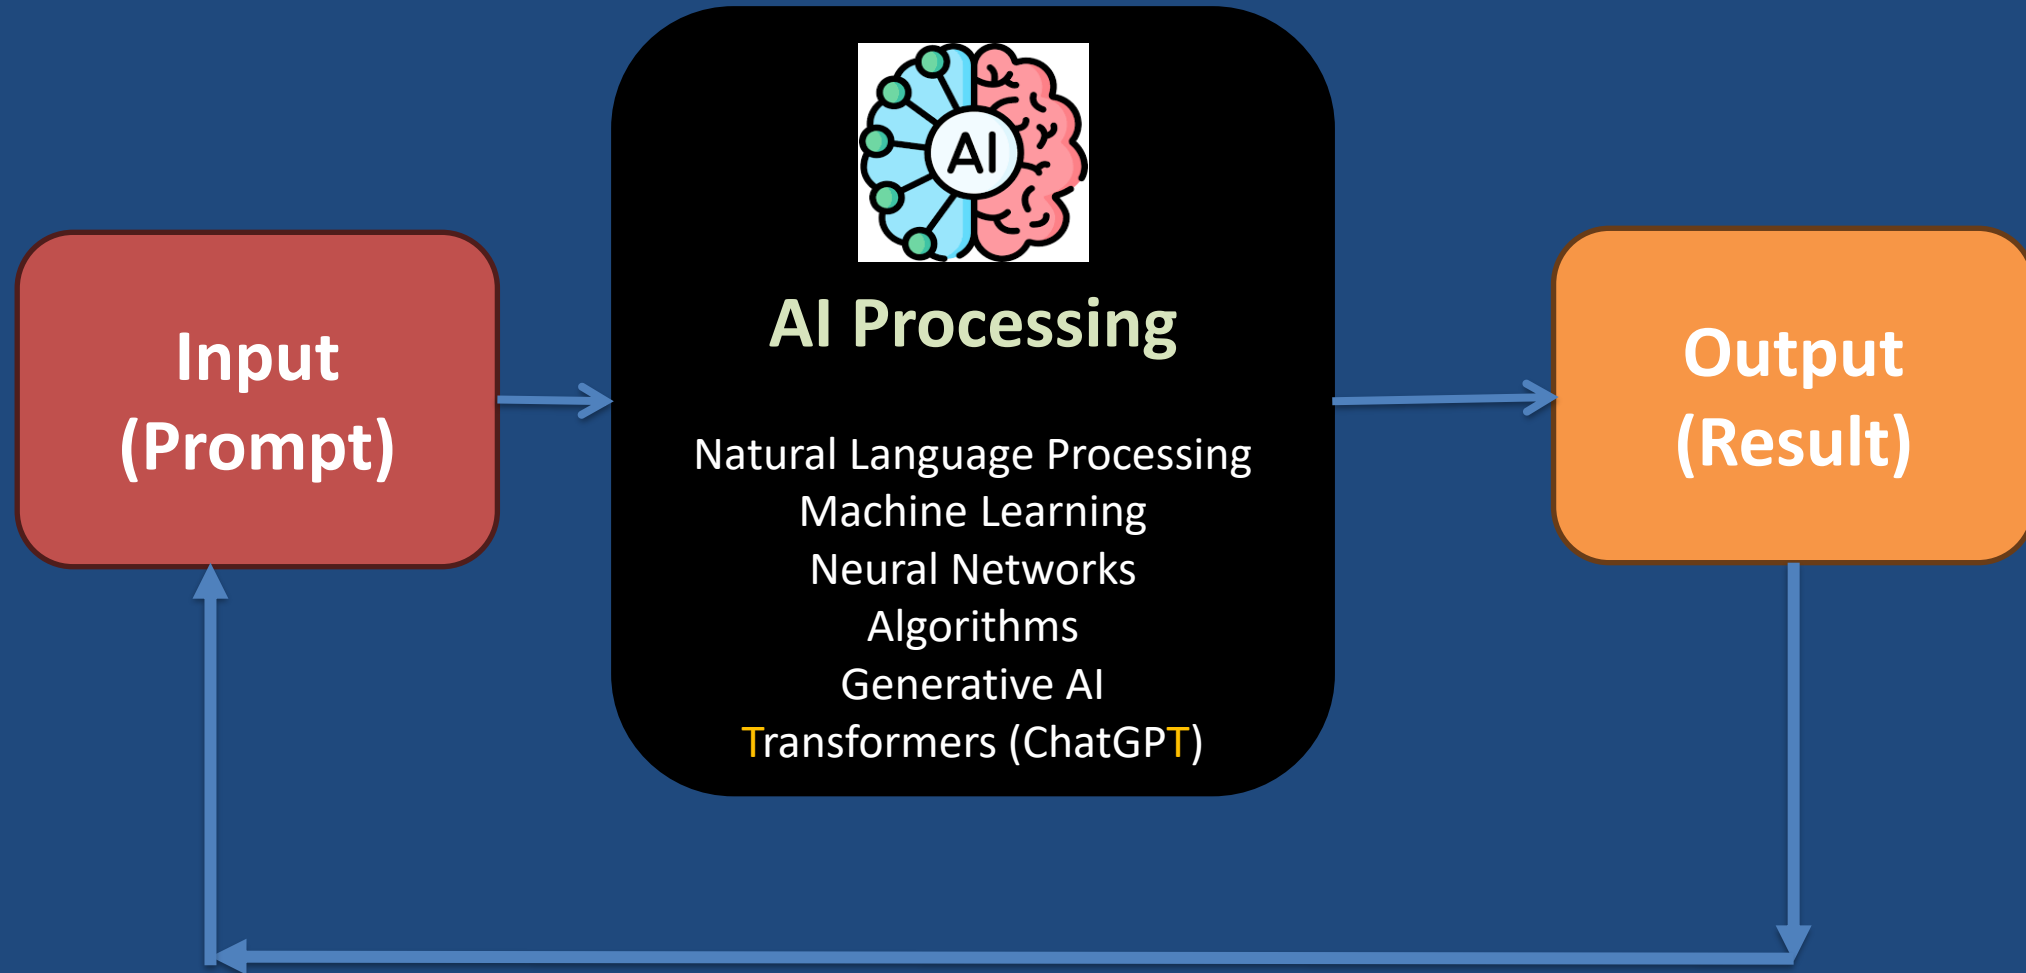 Input
(Prompt)
AI
AI Processing
Natural Language Processing
Machine Learning
Neural Networks
Algorithms
Generative AI
Transformers (ChatGPT)
Output
(Result)